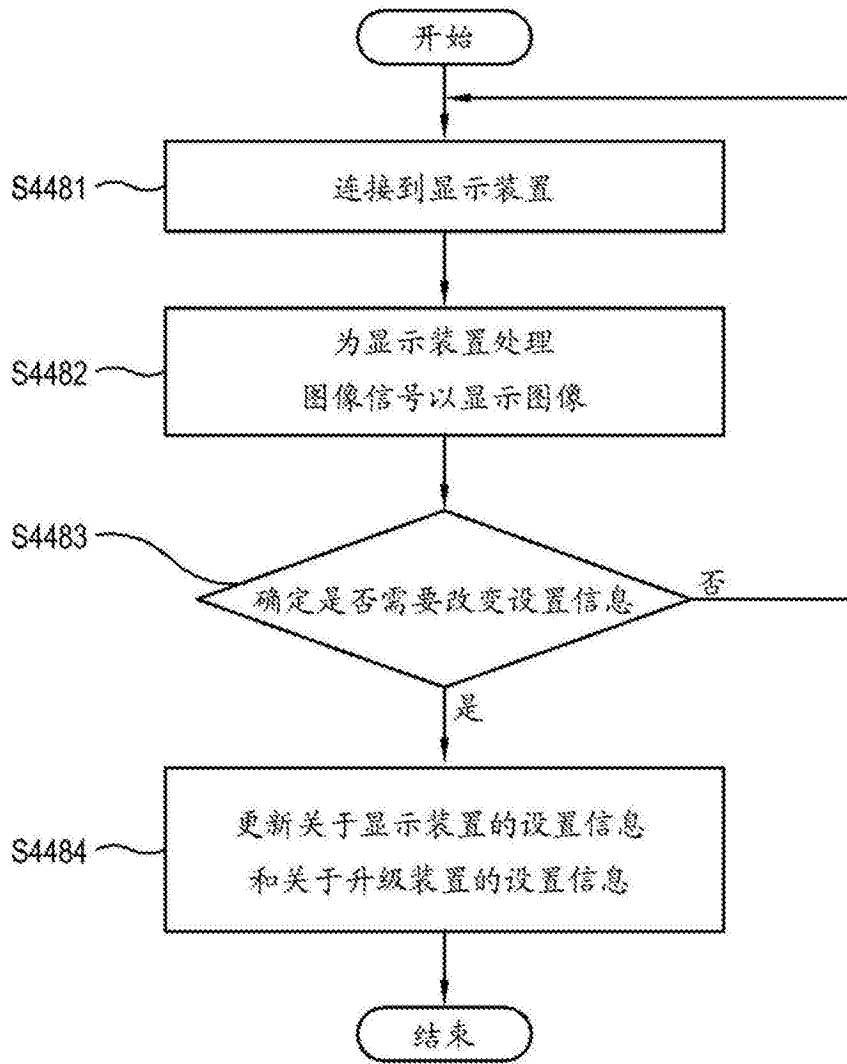 开始
S4481
连接到显示装置
S4482
为显示装置处理
图像信号以显示图像
S4483
确定是否需要改变设置信息
否
是
S4484
更新关于显示装置的设置信息
和关于升级装置的设置信息
结束